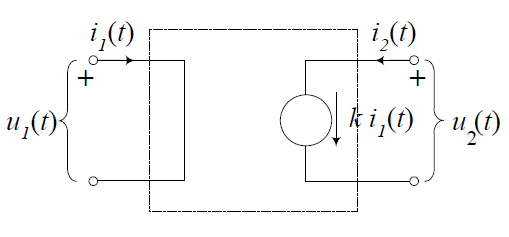 i₁(t) i₂(t)
+ +
u₁(t) k i₁(t) u₂(t)